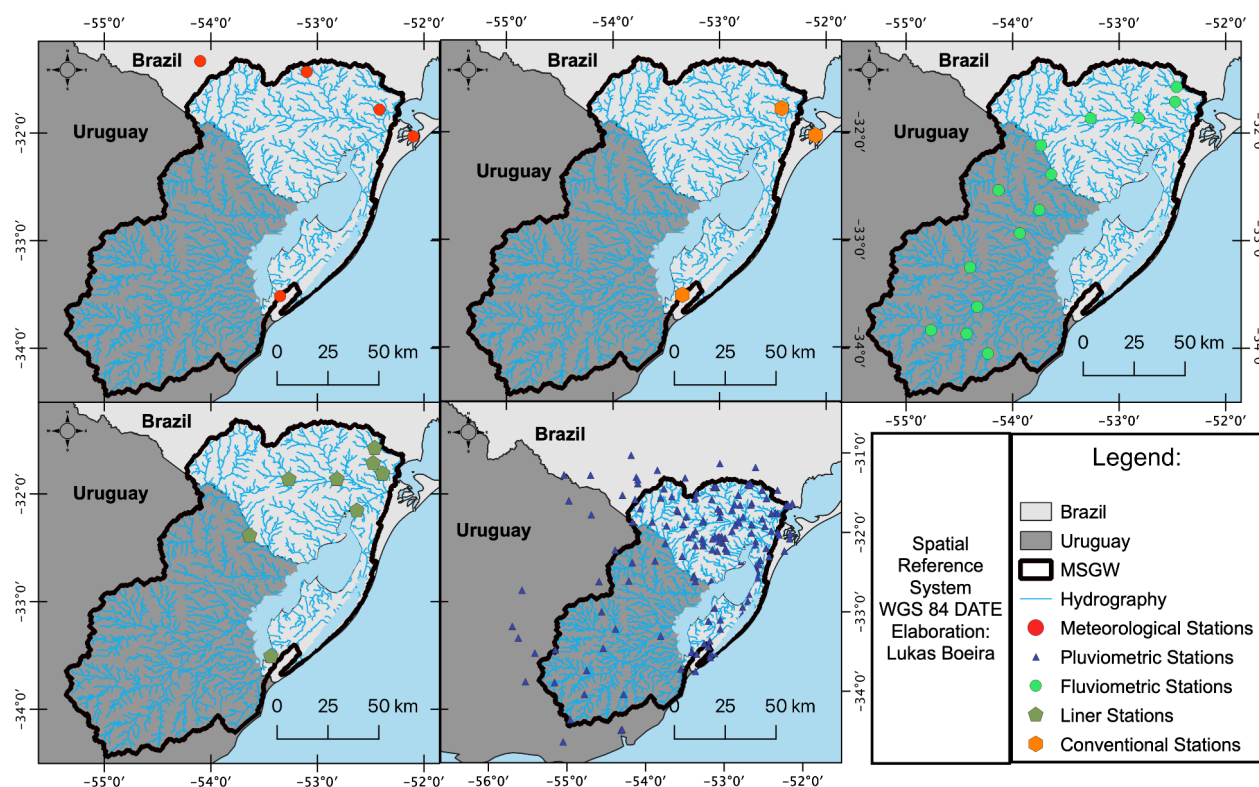 −55°0′ −54°0′ −53°0′ −52°0′
−55°0′ −54°0′ −53°0′ −52°0′
−55°0′ −54°0′ −53°0′ −52°0′
Brazil
Uruguay
−32°0′
−33°0′
−34°0′
0 25 50 km
Brazil
Uruguay
−32°0′
−33°0′
−34°0′
0 25 50 km
Brazil
Uruguay
0 25 50 km
−55°0′ −54°0′ −53°0′ −52°0′
Brazil
Uruguay
−32°0′
−33°0′
−34°0′
0 25 50 km
−55°0′ −54°0′ −53°0′ −52°0′
Brazil
Uruguay
−31°0′
−32°0′
−33°0′
−34°0′
0 25 50 km
−56°0′ −55°0′ −54°0′ −53°0′ −52°0′
Spatial
Reference
System
WGS 84 DATE
Elaboration:
Lukas Boeira
Legend:
Brazil
Uruguay
MSGW
Hydrography
Meteorological Stations
Pluviometric Stations
Fluviometric Stations
Liner Stations
Conventional Stations